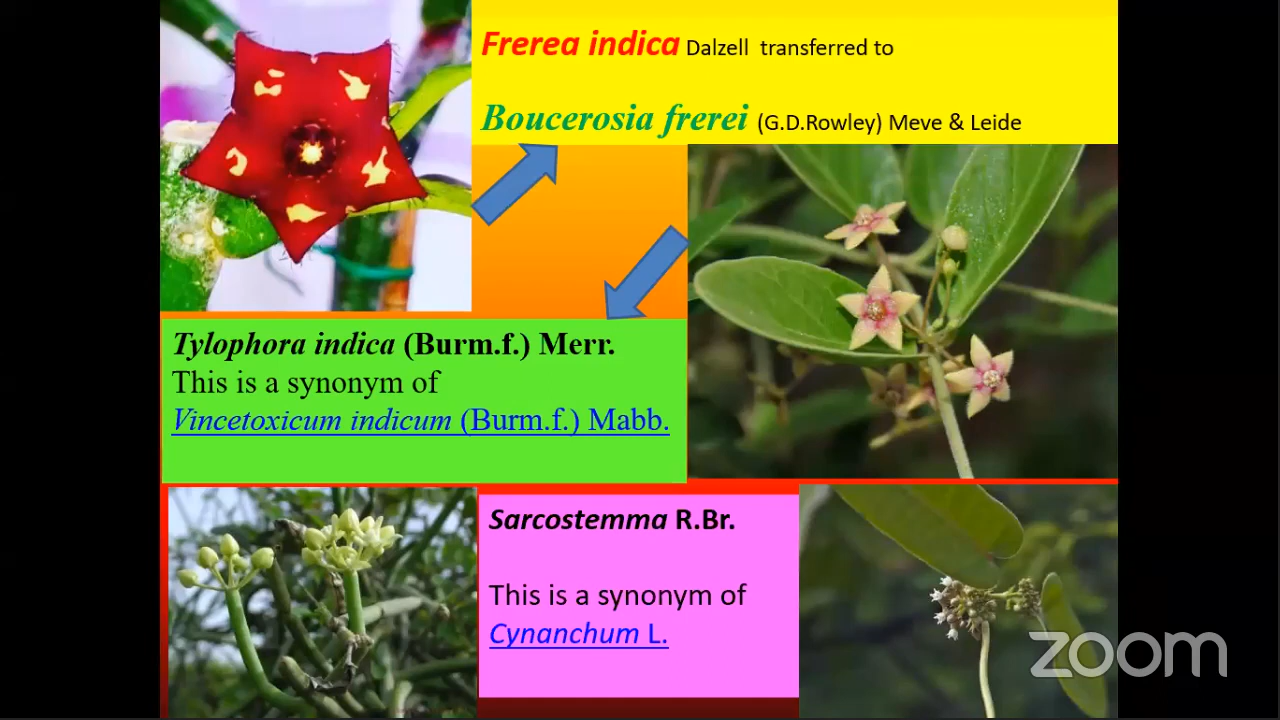 Frerea indica Dalzell transferred to
Boucerosia frerei (G.D.Rowley) Meve & Leide
Tylophora indica (Burm.f.) Merr.
This is a synonym of
Vincetoxicum indicum (Burm.f.) Mabb.
Sarcostemma R.Br.
This is a synonym of
Cynanchum L.
zoom